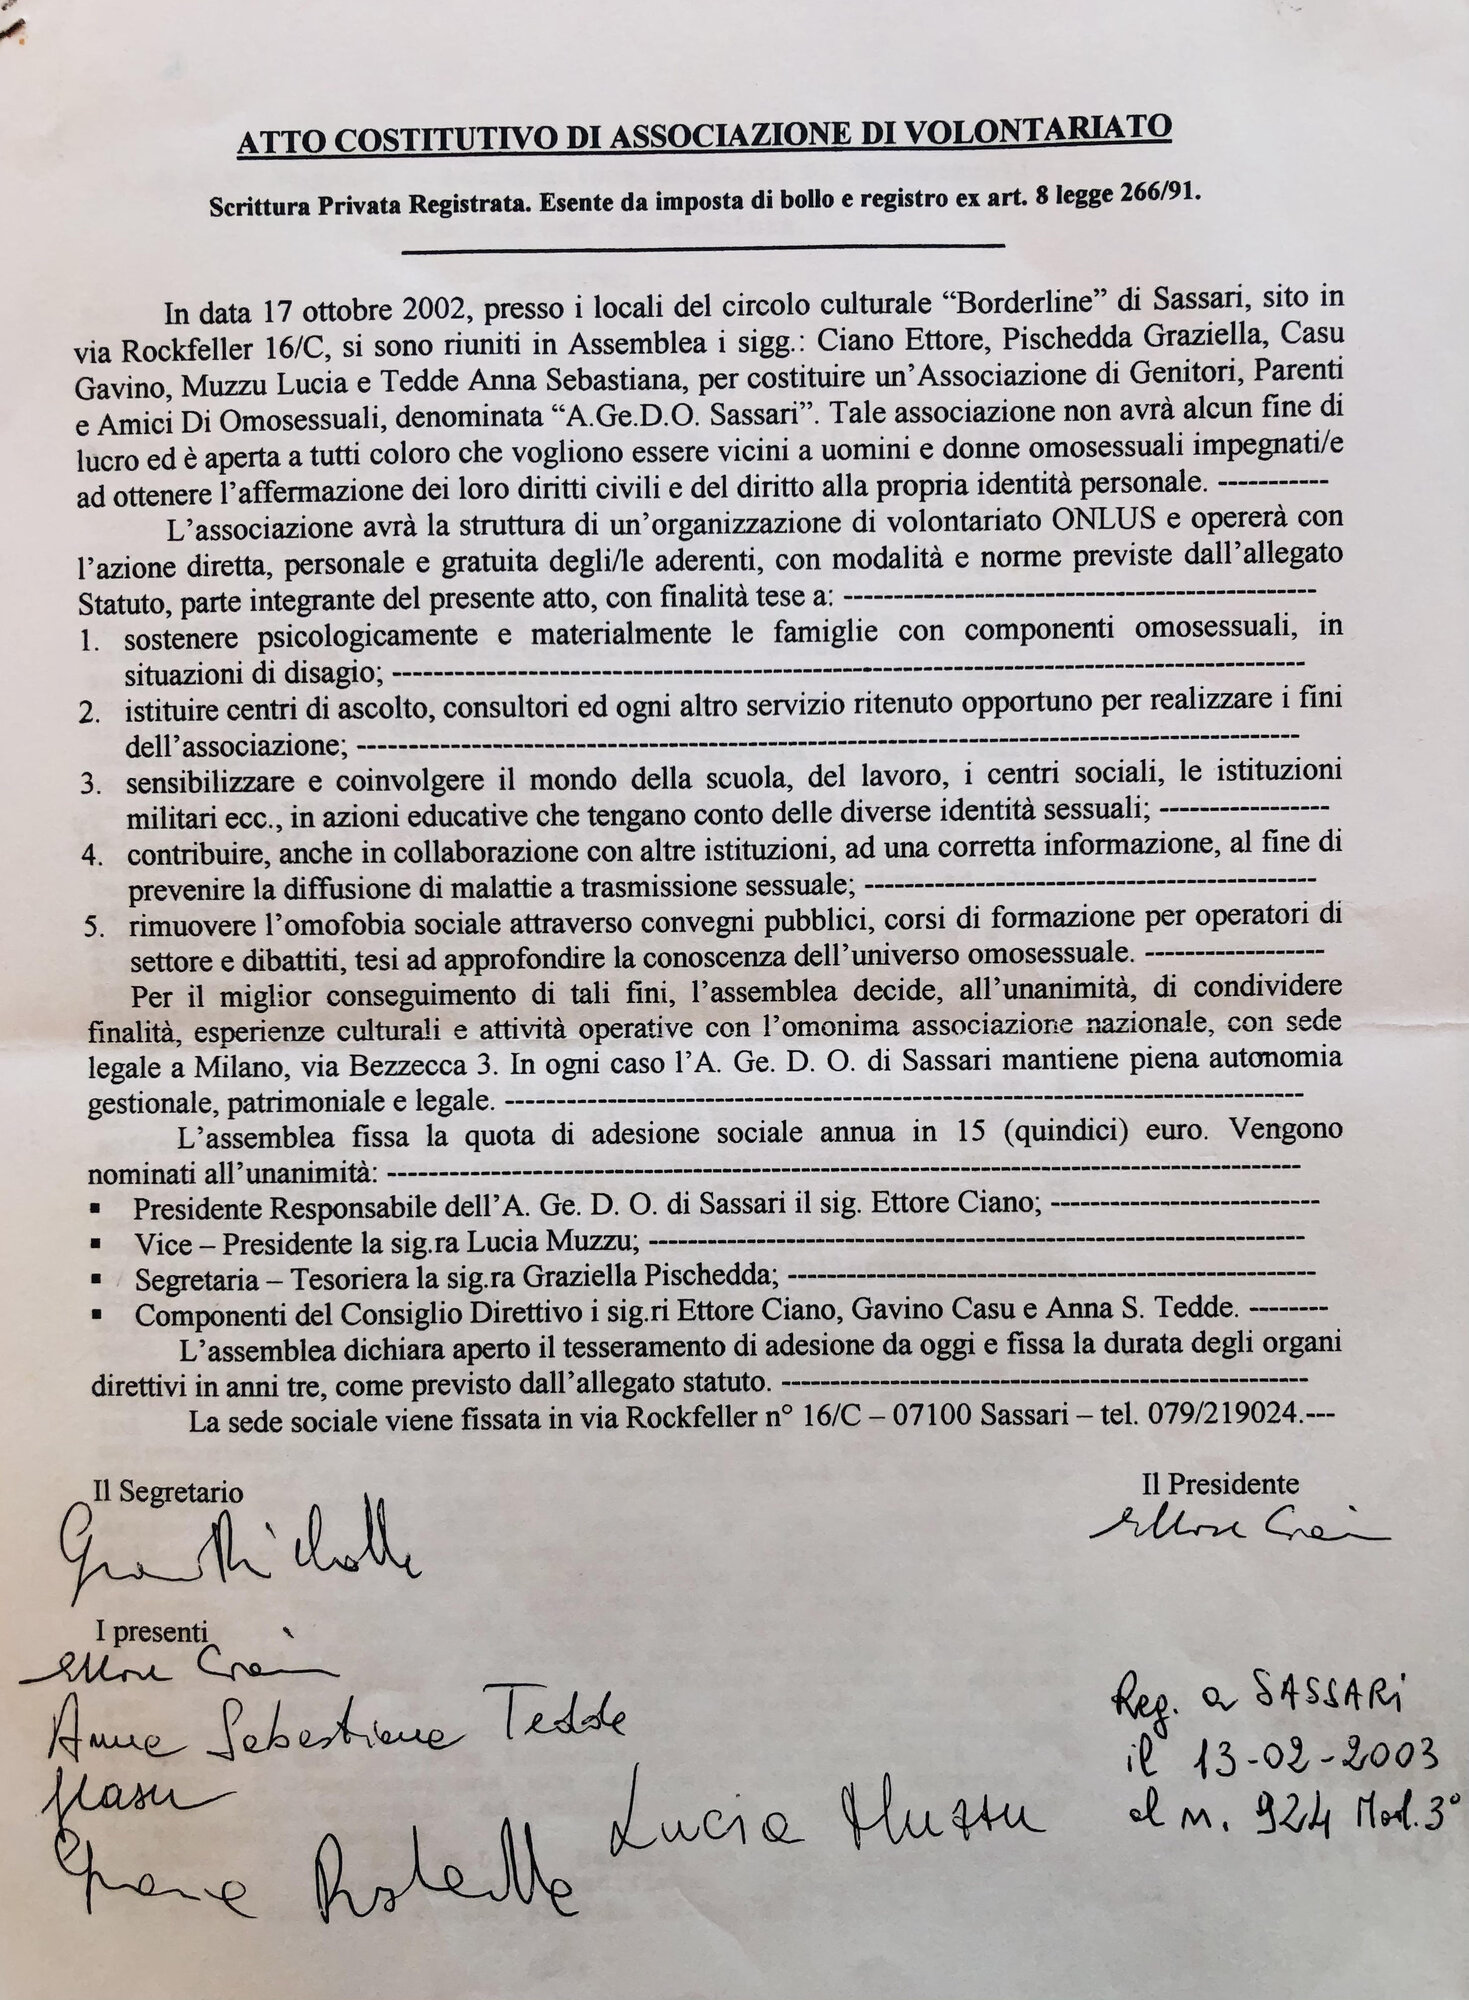 ATTO COSTITUTIVO DI ASSOCIAZIONE DI VOLONTARIATO
Scrittura Privata Registrata. Esente da imposta di bollo e registro ex art. 8 legge 266/91.
In data 17 ottobre 2002, presso i locali del circolo culturale “Borderline” di Sassari, sito in
via Rockfeller 16/C, si sono riuniti in Assemblea i sigg.: Ciano Ettore, Pischedda Graziella, Casu
Gavino, Muzzu Lucia e Tedde Anna Sebastiana, per costituire un’Associazione di Genitori, Parenti
e Amici Di Omosessuali, denominata “A.Ge.D.O. Sassari”. Tale associazione non avrà alcun fine di
lucro ed è aperta a tutti coloro che vogliono essere vicini a uomini e donne omosessuali impegnati/e
ad ottenere l’affermazione dei loro diritti civili e del diritto alla propria identità personale. -----------
L’associazione avrà la struttura di un’organizzazione di volontariato ONLUS e opererà con
l’azione diretta, personale e gratuita degli/le aderenti, con modalità e norme previste dall’allegato
Statuto, parte integrante del presente atto, con finalità tese a: ----------------------------------------------
1. sostenere psicologicamente e materialmente le famiglie con componenti omosessuali, in
situazioni di disagio; -----------------------------------------------------------------------------------------
2. istituire centri di ascolto, consultori ed ogni altro servizio ritenuto opportuno per realizzare i fini
dell’associazione; --------------------------------------------------------------------------------------------
3. sensibilizzare e coinvolgere il mondo della scuola, del lavoro, i centri sociali, le istituzioni
militari ecc., in azioni educative che tengano conto delle diverse identità sessuali; -----------------
4. contribuire, anche in collaborazione con altre istituzioni, ad una corretta informazione, al fine di
prevenire la diffusione di malattie a trasmissione sessuale; --------------------------------------------
5. rimuovere l’omofobia sociale attraverso convegni pubblici, corsi di formazione per operatori di
settore e dibattiti, tesi ad approfondire la conoscenza dell’universo omosessuale. ------------------
Per il miglior conseguimento di tali fini, l’assemblea decide, all’unanimità, di condividere
finalità, esperienze culturali e attività operative con l’omonima associazione nazionale, con sede
legale a Milano, via Bezzecca 3. In ogni caso l’A. Ge. D. O. di Sassari mantiene piena autonomia
gestionale, patrimoniale e legale. -------------------------------------------------------------------------------
L’assemblea fissa la quota di adesione sociale annua in 15 (quindici) euro. Vengono
nominati all’unanimità: ------------------------------------------------------------------------------------------
▪ Presidente Responsabile dell’A. Ge. D. O. di Sassari il sig. Ettore Ciano; ---------------------------
▪ Vice – Presidente la sig.ra Lucia Muzzu; -----------------------------------------------------------------
▪ Segretaria – Tesoriera la sig.ra Graziella Pischedda; ----------------------------------------------------
▪ Componenti del Consiglio Direttivo i sig.ri Ettore Ciano, Gavino Casu e Anna S. Tedde. --------
L’assemblea dichiara aperto il tesseramento di adesione da oggi e fissa la durata degli organi
direttivi in anni tre, come previsto dall’allegato statuto. ----------------------------------------------------
La sede sociale viene fissata in via Rockfeller n° 16/C – 07100 Sassari – tel. 079/219024.---
Il Segretario
Il Presidente
Ettore Ciano
I presenti
Ettore Ciano
Anna Sebastiana Tedde
Lucia Muzzu
Reg. a SASSARi
il 13-02-2003
al n. 924 Mod.3°